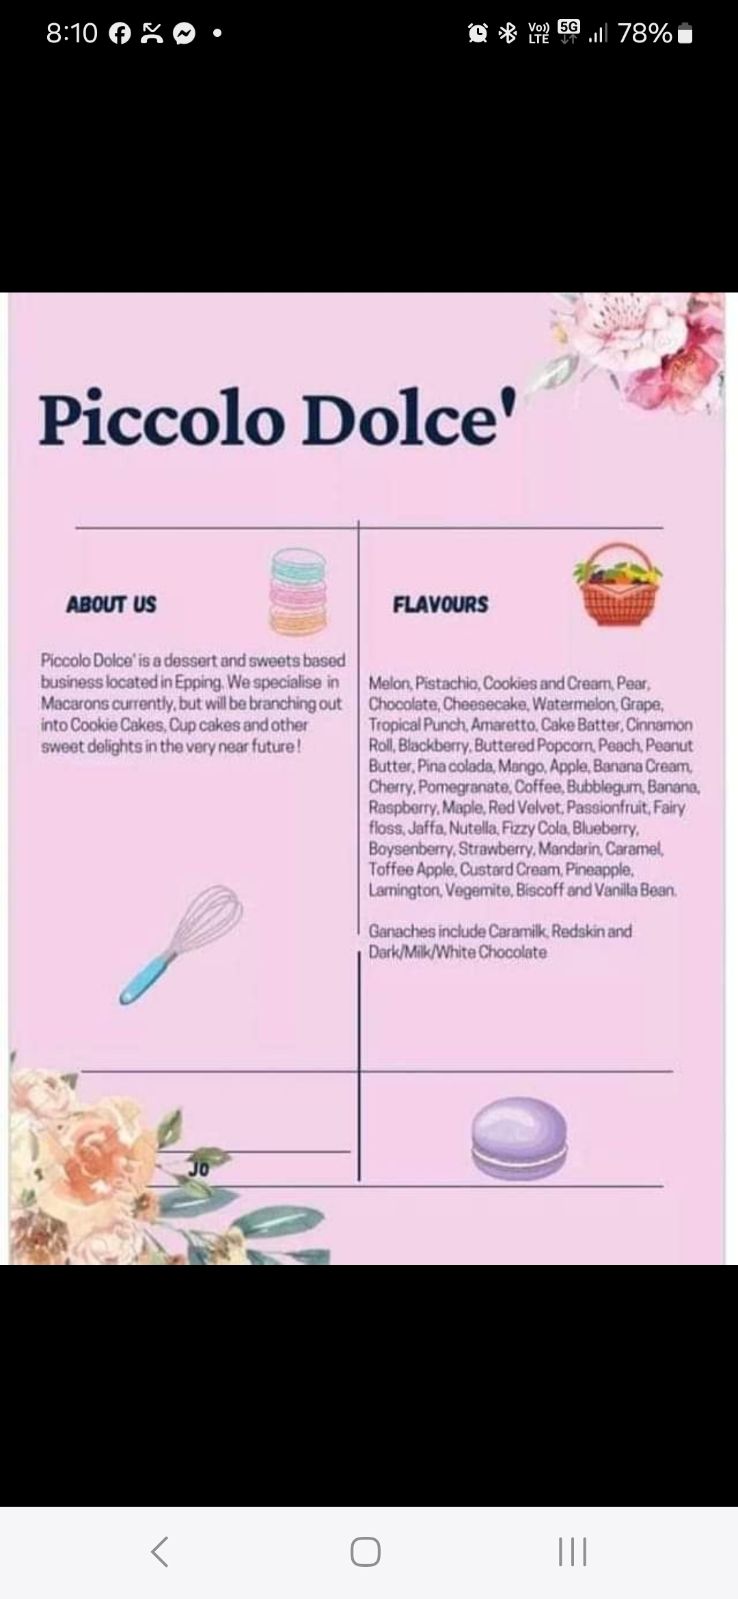 8:10
Vo)) LTE 5G 78%
Piccolo Dolce'
ABOUT US
Piccolo Dolce' is a dessert and sweets based
business located in Epping. We specialise in
Macarons currently, but will be branching out
into Cookie Cakes, Cup cakes and other
sweet delights in the very near future!
FLAVOURS
Melon, Pistachio, Cookies and Cream, Pear,
Chocolate, Cheesecake, Watermelon, Grape,
Tropical Punch, Amaretto, Cake Batter, Cinnamon
Roll, Blackberry, Buttered Popcorn, Peach, Peanut
Butter, Pina colada, Mango, Apple, Banana Cream,
Cherry, Pomegranate, Coffee, Bubblegum, Banana,
Raspberry, Maple, Red Velvet, Passionfruit, Fairy
floss, Jaffa, Nutella, Fizzy Cola, Blueberry,
Boysenberry, Strawberry, Mandarin, Caramel,
Toffee Apple, Custard Cream, Pineapple,
Lamington, Vegemite, Biscoff and Vanilla Bean.
Ganaches include Caramilk, Redskin and
Dark/Milk/White Chocolate
JO